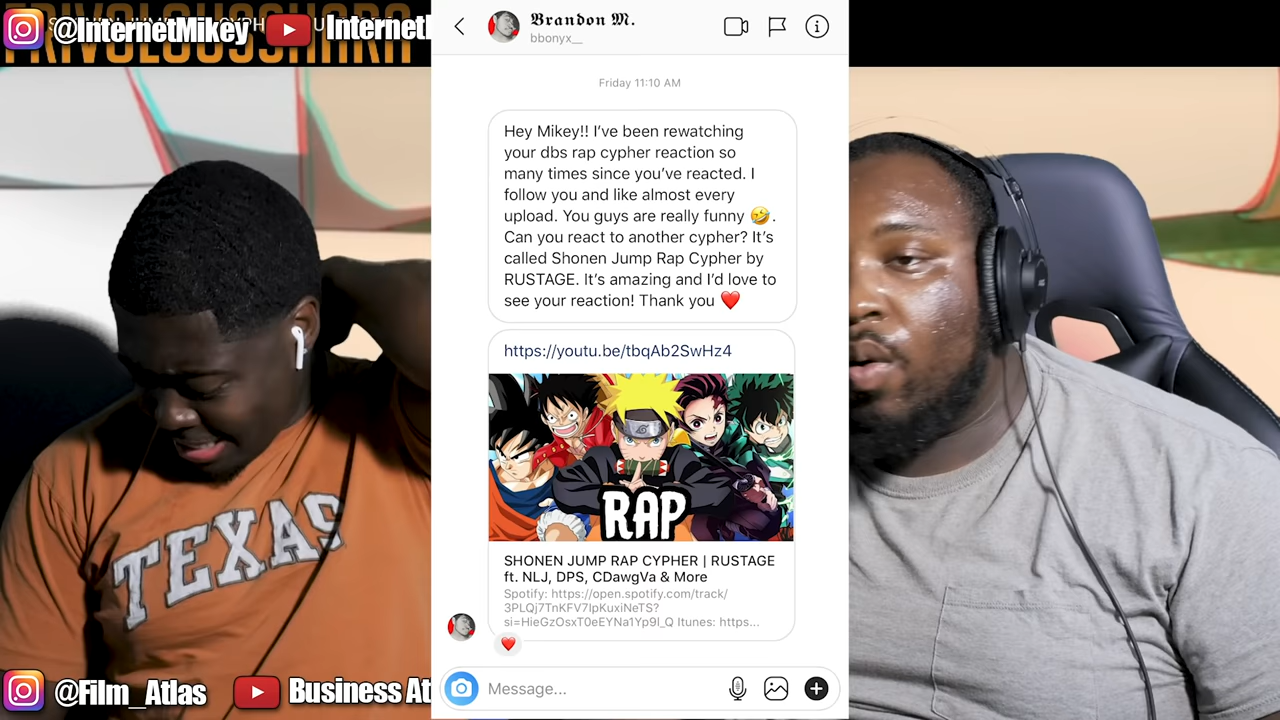 @InternetMikey
FRIVOLOUSSHARA
@Film_Atlas
Business At
TEXAS
Brandon M.
bbonyx__
Friday 11:10 AM
Hey Mikey!! I've been rewatching
your dbs rap cypher reaction so
many times since you've reacted. I
follow you and like almost every
upload. You guys are really funny 🤣.
Can you react to another cypher? It's
called Shonen Jump Rap Cypher by
RUSTAGE. It's amazing and I'd love to
see your reaction! Thank you ❤️
https://youtu.be/tbqAb2SwHz4
RAP
SHONEN JUMP RAP CYPHER | RUSTAGE
ft. NLJ, DPS, CDawgVa & More
Spotify: https://open.spotify.com/track/
3PLQj7TnKFV7IpKuxiNeTS?
si=HieGzOsxT0eEYNa1Yp9l_Q Itunes: https...
Message...